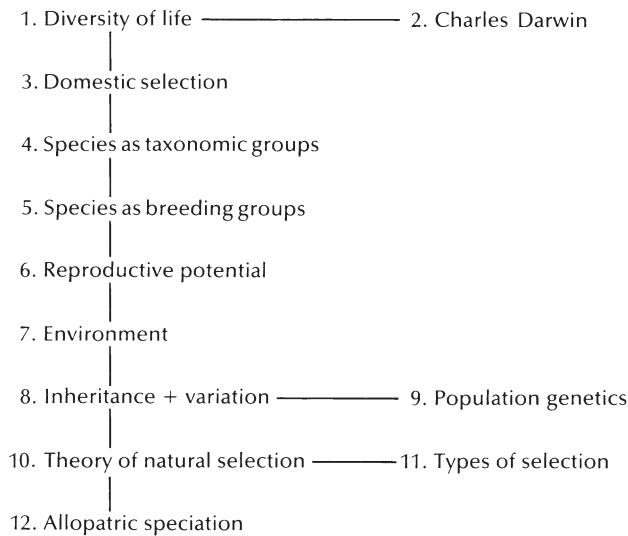 1. Diversity of life
2. Charles Darwin
3. Domestic selection
4. Species as taxonomic groups
5. Species as breeding groups
6. Reproductive potential
7. Environment
8. Inheritance + variation
9. Population genetics
10. Theory of natural selection
11. Types of selection
12. Allopatric speciation